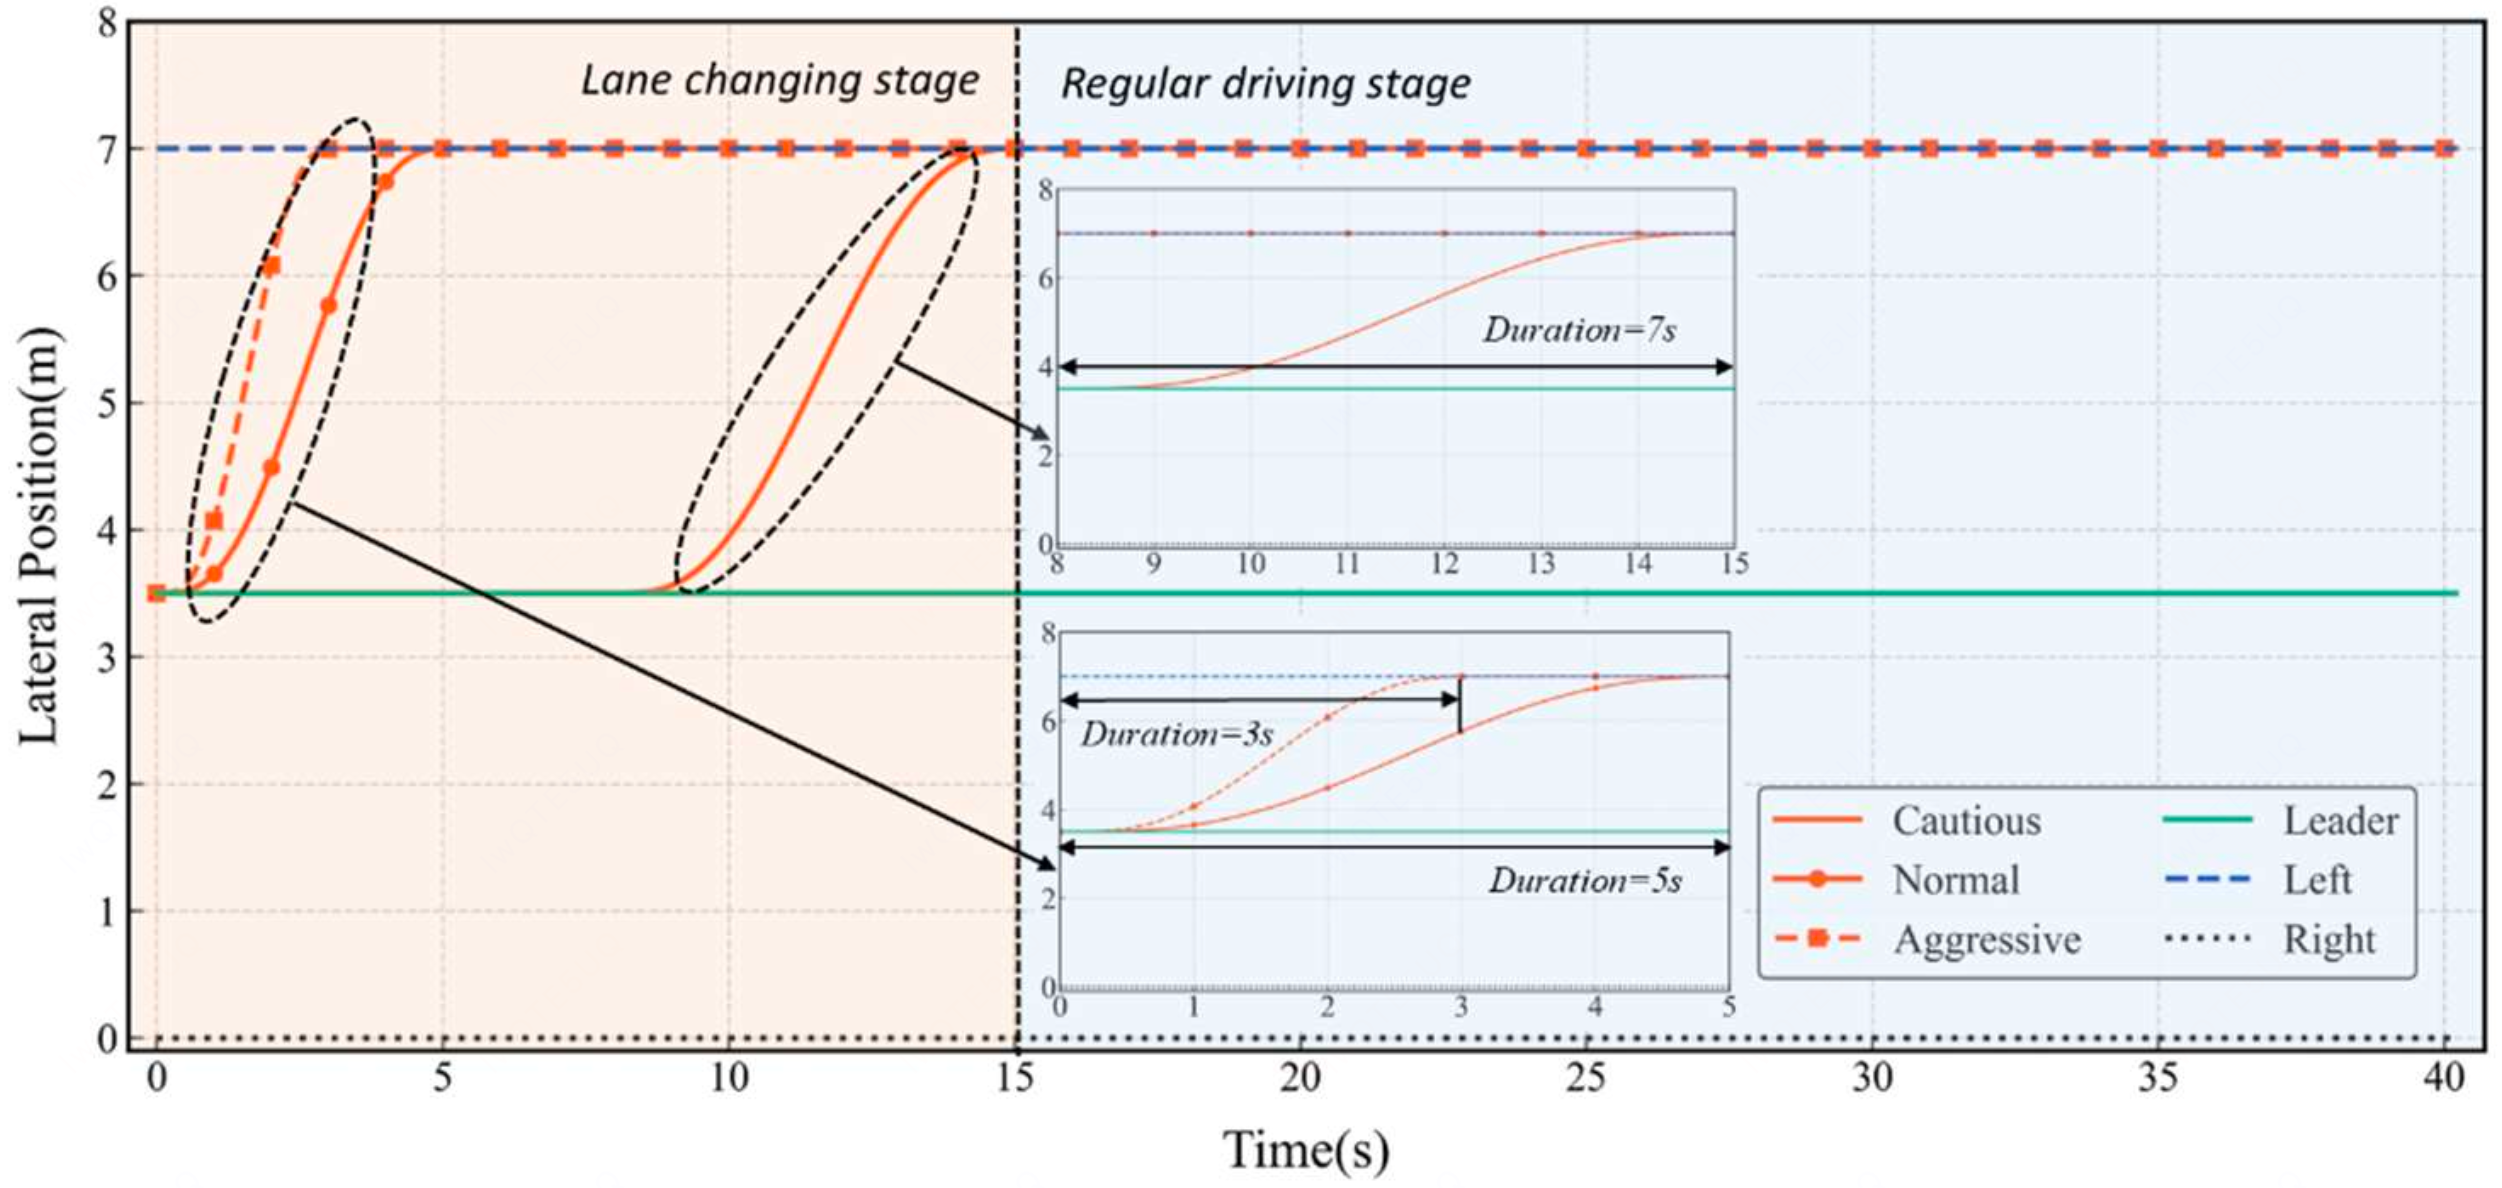 Lane changing stage
Regular driving stage
8
7
6
5
4
3
2
1
0
Lateral Position(m)
0 5 10 15 20 25 30 35 40
Time(s)
8
6
4
2
0
Duration=7s
8 9 10 11 12 13 14 15
8
6
4
2
0
Duration=3s
Duration=5s
0 1 2 3 4 5
Cautious Leader
Normal Left
Aggressive Right